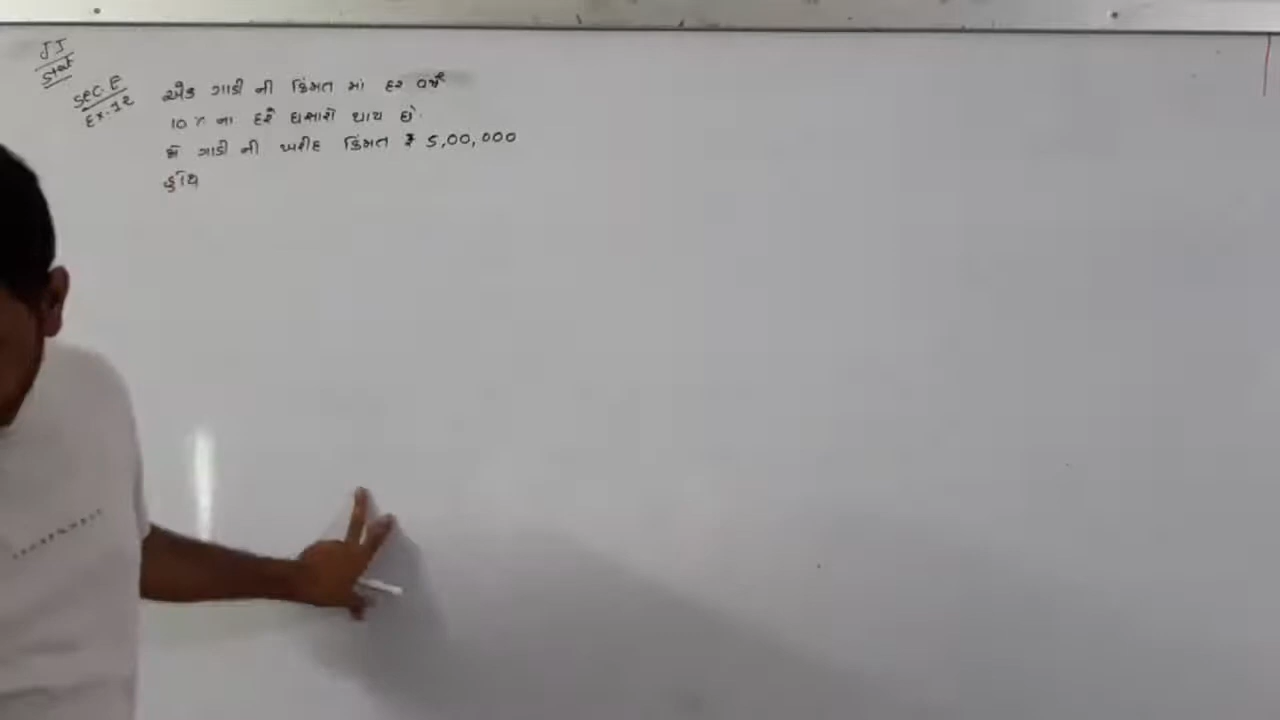 JJ
Stat
Sec. E
Ex. 12
એક ગાડી ની કિંમત માં દર વર્ષે
10 % ના દરે ઘસારો થાય છે.
જો ગાડી ની ખરીદ કિંમત ₹ 5,00,000
હોય